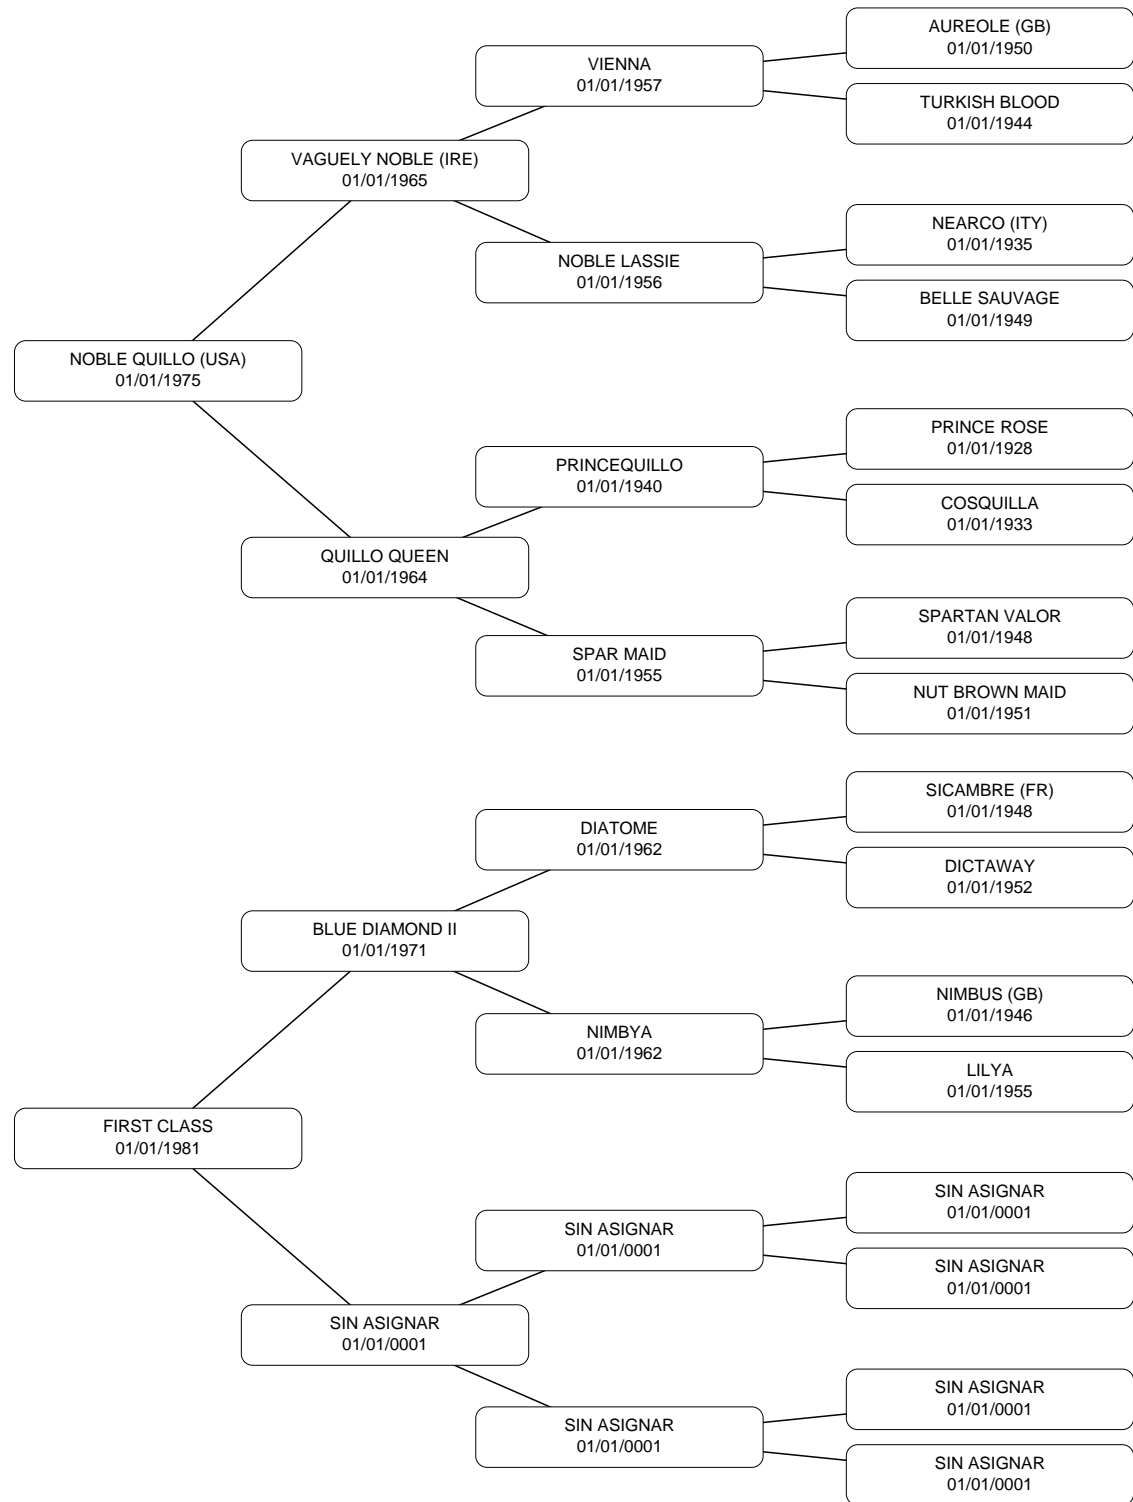 AUREOLE (GB)
01/01/1950
VIENNA
01/01/1957
TURKISH BLOOD
01/01/1944
VAGUELY NOBLE (IRE)
01/01/1965
NEARCO (ITY)
01/01/1935
NOBLE LASSIE
01/01/1956
BELLE SAUVAGE
01/01/1949
NOBLE QUILLO (USA)
01/01/1975
PRINCE ROSE
01/01/1928
PRINCEQUILLO
01/01/1940
COSQUILLA
01/01/1933
QUILLO QUEEN
01/01/1964
SPARTAN VALOR
01/01/1948
SPAR MAID
01/01/1955
NUT BROWN MAID
01/01/1951
SICAMBRE (FR)
01/01/1948
DIATOME
01/01/1962
DICTAWAY
01/01/1952
BLUE DIAMOND II
01/01/1971
NIMBUS (GB)
01/01/1946
NIMBYA
01/01/1962
LILYA
01/01/1955
FIRST CLASS
01/01/1981
SIN ASIGNAR
01/01/0001
SIN ASIGNAR
01/01/0001
SIN ASIGNAR
01/01/0001
SIN ASIGNAR
01/01/0001
SIN ASIGNAR
01/01/0001
SIN ASIGNAR
01/01/0001
SIN ASIGNAR
01/01/0001